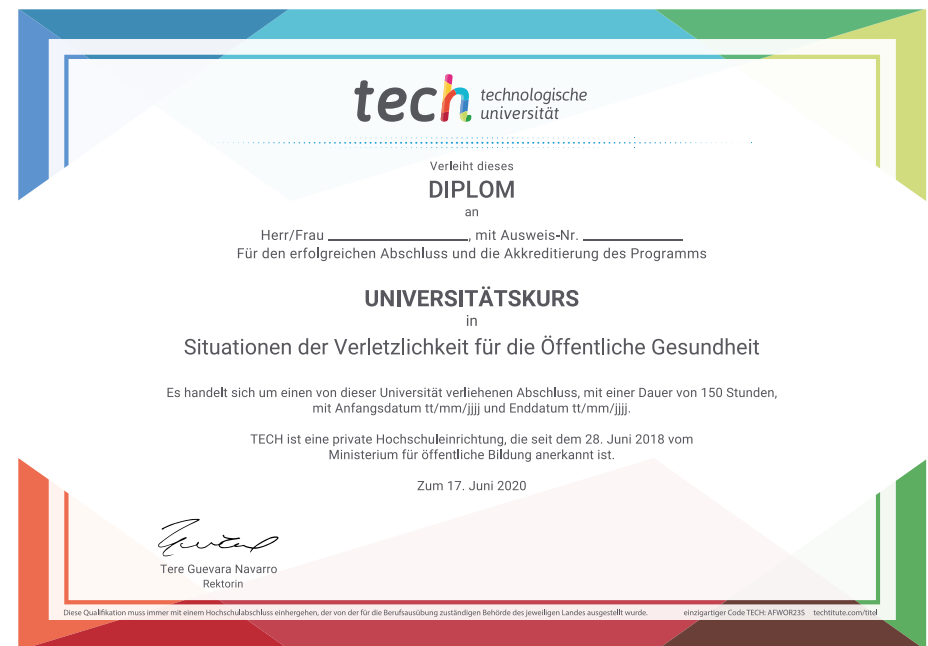 tech technologische
universität
Verleiht dieses
DIPLOM
an
Herr/Frau ____________, mit Ausweis-Nr. ____________
Für den erfolgreichen Abschluss und die Akkreditierung des Programms
UNIVERSITÄTSKURS
in
Situationen der Verletzlichkeit für die Öffentliche Gesundheit
Es handelt sich um einen von dieser Universität verliehenen Abschluss, mit einer Dauer von 150 Stunden,
mit Anfangsdatum tt/mm/jjjj und Enddatum tt/mm/jjjj.
TECH ist eine private Hochschuleinrichtung, die seit dem 28. Juni 2018 vom
Ministerium für öffentliche Bildung anerkannt ist.
Zum 17. Juni 2020
Tere Guevara Navarro
Rektorin
Diese Qualifikation muss immer mit einem Hochschulabschluss einhergehen, der von der für die Berufsausübung zuständigen Behörde des jeweiligen Landes ausgestellt wurde. einzigartiger Code TECH: AFWOR23S techtitute.com/titel